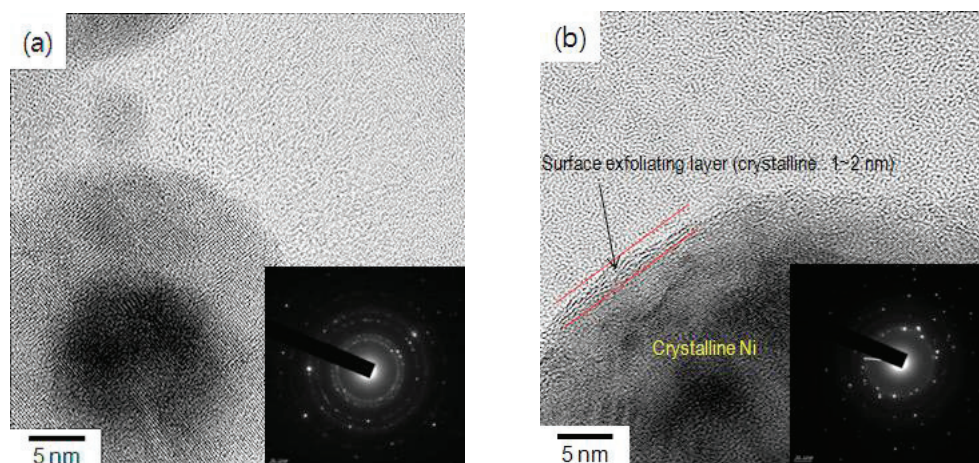 (a)
5 nm
(b)
Surface exfoliating layer (crystalline.. 1~2 nm)
Crystalline Ni
5 nm